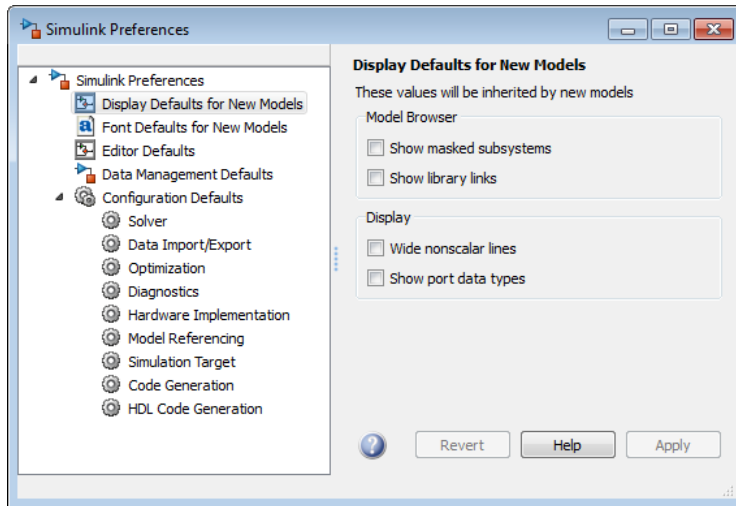 Simulink Preferences
Simulink Preferences
Display Defaults for New Models
Font Defaults for New Models
Editor Defaults
Data Management Defaults
Configuration Defaults
Solver
Data Import/Export
Optimization
Diagnostics
Hardware Implementation
Model Referencing
Simulation Target
Code Generation
HDL Code Generation
Display Defaults for New Models
These values will be inherited by new models
Model Browser
Show masked subsystems
Show library links
Display
Wide nonscalar lines
Show port data types
Revert Help Apply